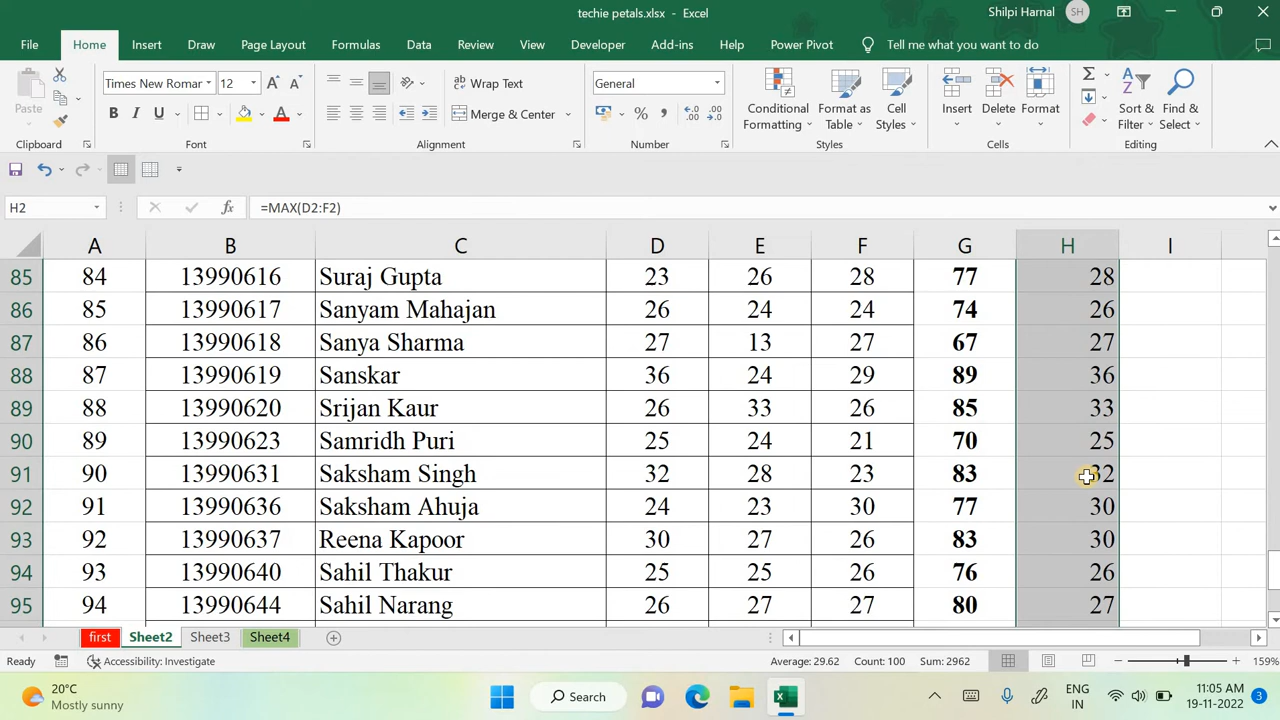 techie petals.xlsx - Excel
Shilpi Harnal SH
File Home Insert Draw Page Layout Formulas Data Review View Developer Add-ins Help Power Pivot Tell me what you want to do
Times New Romar 12 Wrap Text General
Paste B I U A Merge & Center % Conditional Formatting Format as Table Cell Styles Insert Delete Format Sort & Filter Find & Select
Clipboard Font Alignment Number Styles Cells Editing
H2 fx =MAX(D2:F2)
A B C D E F G H I
85 84 13990616 Suraj Gupta 23 26 28 77 28
86 85 13990617 Sanyam Mahajan 26 24 24 74 26
87 86 13990618 Sanya Sharma 27 13 27 67 27
88 87 13990619 Sanskar 36 24 29 89 36
89 88 13990620 Srijan Kaur 26 33 26 85 33
90 89 13990623 Samridh Puri 25 24 21 70 25
91 90 13990631 Saksham Singh 32 28 23 83 32
92 91 13990636 Saksham Ahuja 24 23 30 77 30
93 92 13990637 Reena Kapoor 30 27 26 83 30
94 93 13990640 Sahil Thakur 25 25 26 76 26
95 94 13990644 Sahil Narang 26 27 27 80 27
first Sheet2 Sheet3 Sheet4
Ready Accessibility: Investigate Average: 29.62 Count: 100 Sum: 2962 159%
20°C Search ENG 11:05 AM
Mostly sunny IN 19-11-2022 3